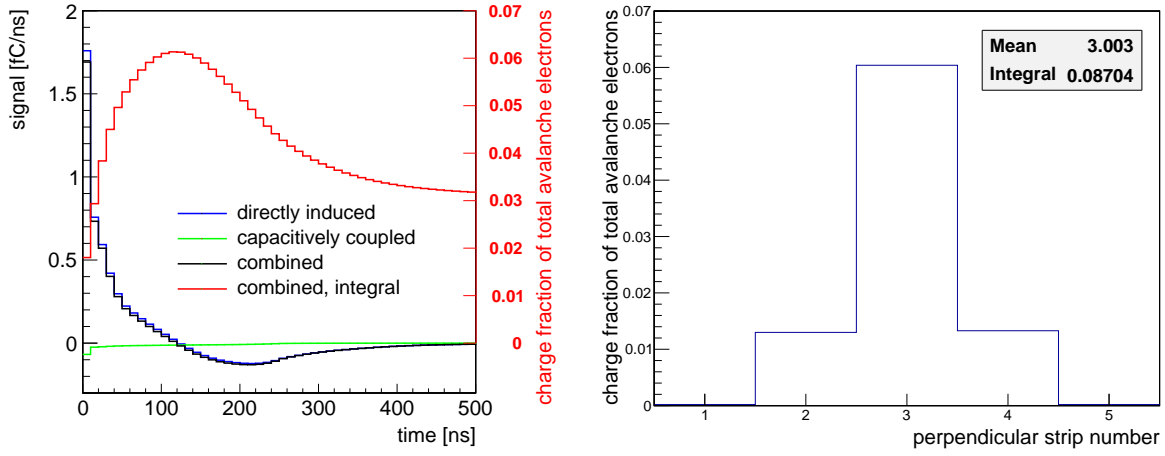 signal [fC/ns]
2
1.5
1
0.5
0
0
100
200
300
400
500
time [ns]
directly induced
capacitively coupled
combined
combined, integral
0.07
0.06
0.05
0.04
0.03
0.02
0.01
0
charge fraction of total avalanche electrons
charge fraction of total avalanche electrons
0.07
0.06
0.05
0.04
0.03
0.02
0.01
0
1
2
3
4
5
perpendicular strip number
Mean 3.003
Integral 0.08704